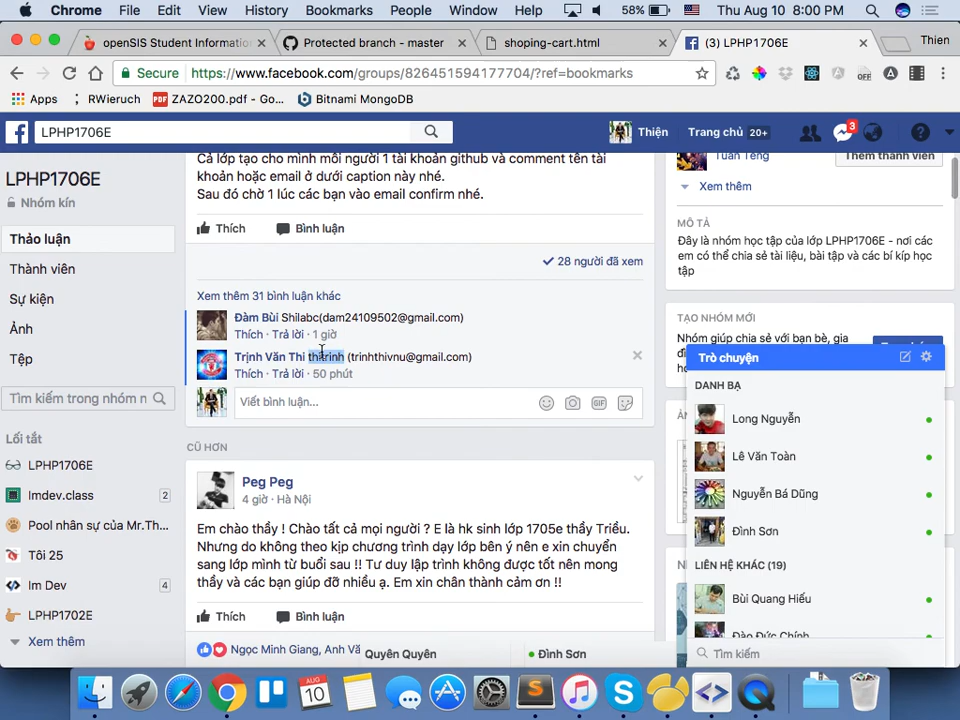 Chrome File Edit View History Bookmarks People Window Help 58% Thu Aug 10 8:00 PM
openSIS Student Informatio
Protected branch - master
shoping-cart.html
(3) LPHP1706E
Thien
Secure https://www.facebook.com/groups/826451594177704/?ref=bookmarks
Apps RWieruch ZAZO200.pdf - Go... Bitnami MongoDB
LPHP1706E
Thiện Trang chủ 20+ 3
LPHP1706E
Nhóm kín
Thảo luận
Thành viên
Sự kiện
Ảnh
Tệp
Tìm kiếm trong nhóm n
Lối tắt
LPHP1706E
Imdev.class 2
Pool nhân sự của Mr.Th...
Tôi 25
Im Dev 4
LPHP1702E
Xem thêm
Cả lớp tạo cho mình mỗi người 1 tài khoản github và comment tên tài
khoản hoặc email ở dưới caption này nhé.
Sau đó chờ 1 lúc các bạn vào email confirm nhé.
Thích Bình luận
28 người đã xem
Xem thêm 31 bình luận khác
Đàm Bùi Shilabc(dam24109502@gmail.com)
Thích · Trả lời · 1 giờ
Trịnh Văn Thi (trinhthivnu@gmail.com)
Thích · Trả lời · 50 phút
Viết bình luận...
GIF
CŨ HƠN
Peg Peg
4 giờ · Hà Nội
Em chào thầy ! Chào tất cả mọi người ? E là hk sinh lớp 1705e thầy Triều.
Nhưng do không theo kịp chương trình dạy lớp bên ý nên e xin chuyển
sang lớp mình từ buổi sau !! Tư duy lập trình không được tốt nên mong
thầy và các bạn giúp đỡ nhiều ạ. Em xin chân thành cảm ơn !!
Thích Bình luận
Ngọc Minh Giang, Anh Vă
Quyên Quyên
Đình Sơn
Tuấn Teng
Thêm thành viên
Xem thêm
MÔ TẢ
Đây là nhóm học tập của lớp LPHP1706E - nơi các
em có thể chia sẻ tài liệu, bài tập và các bí kíp học
tập
TẠO NHÓM MỚI
Nhóm giúp chia sẻ với bạn bè, gia
Trò chuyện
DANH BẠ
Long Nguyễn
Lê Văn Toàn
Nguyễn Bá Dũng
Đình Sơn
LIÊN HỆ KHÁC (19)
Bùi Quang Hiếu
Đào Đức Chính
Tìm kiếm
AUG
10